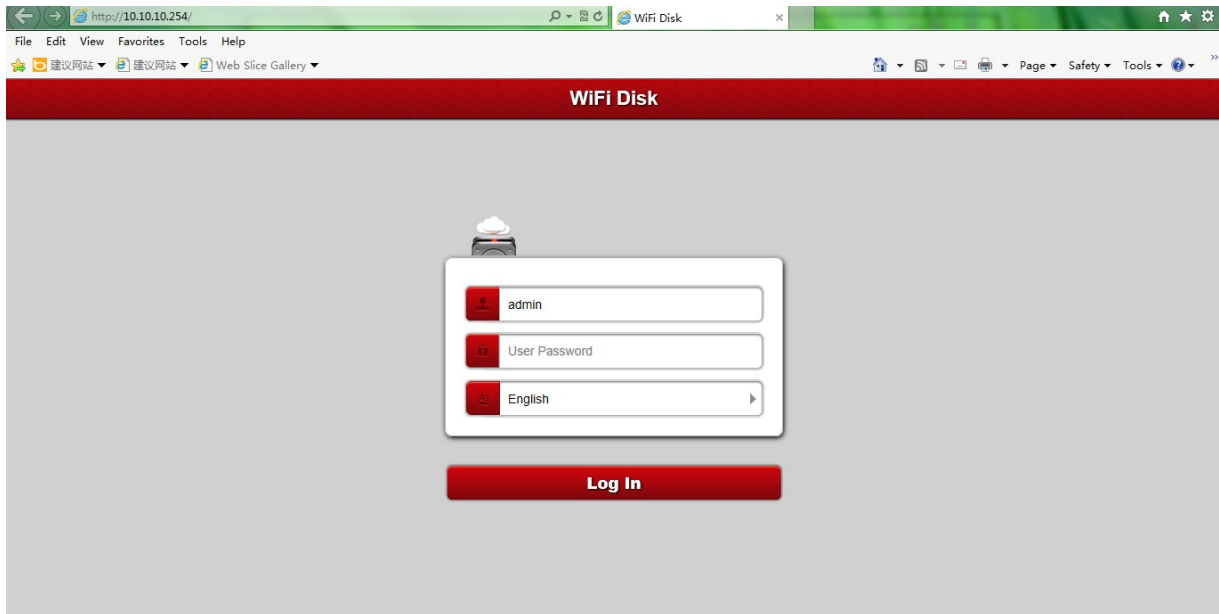 http://10.10.10.254/ WiFi Disk
File Edit View Favorites Tools Help
建议网站 建议网站 Web Slice Gallery Page Safety Tools
WiFi Disk
admin
User Password
English
Log In